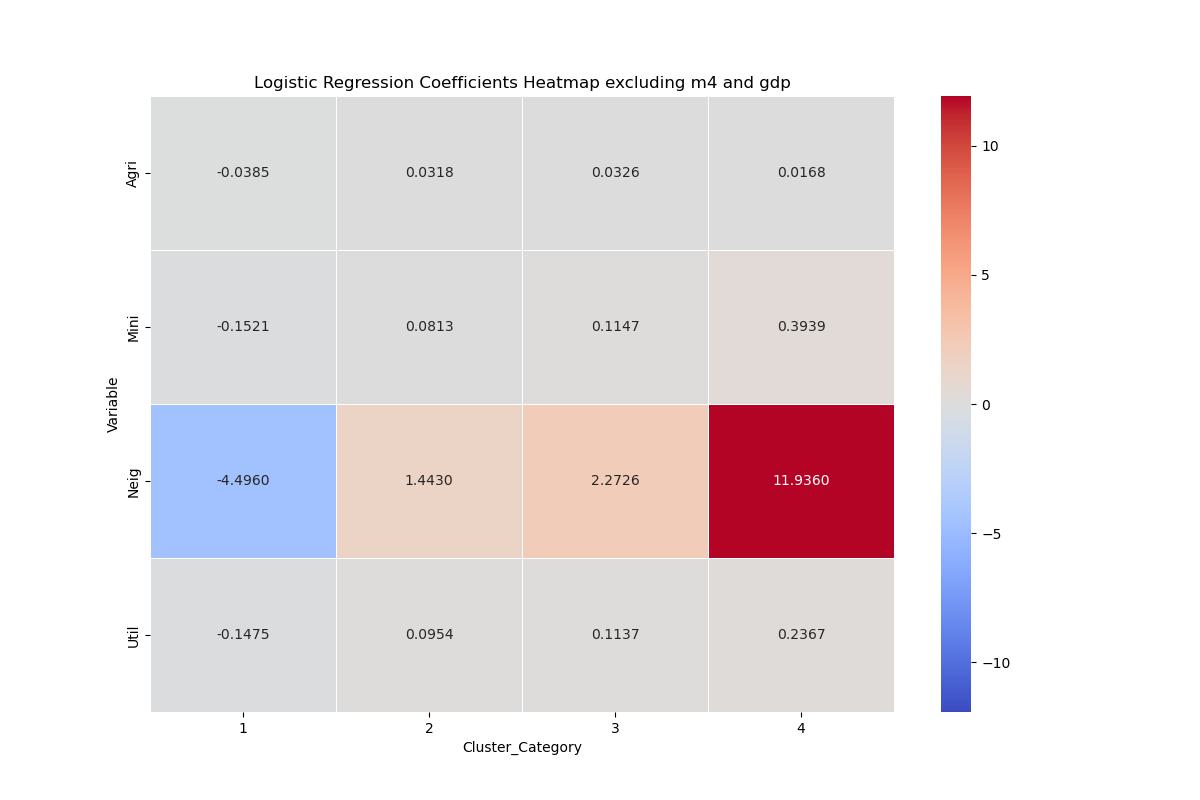 Logistic Regression Coefficients Heatmap excluding m4 and gdp
Variable
Agri
-0.0385 0.0318 0.0326 0.0168
Mini
-0.1521 0.0813 0.1147 0.3939
Neig
-4.4960 1.4430 2.2726 11.9360
Util
-0.1475 0.0954 0.1137 0.2367
1 2 3 4
Cluster_Category
10
5
0
−5
−10